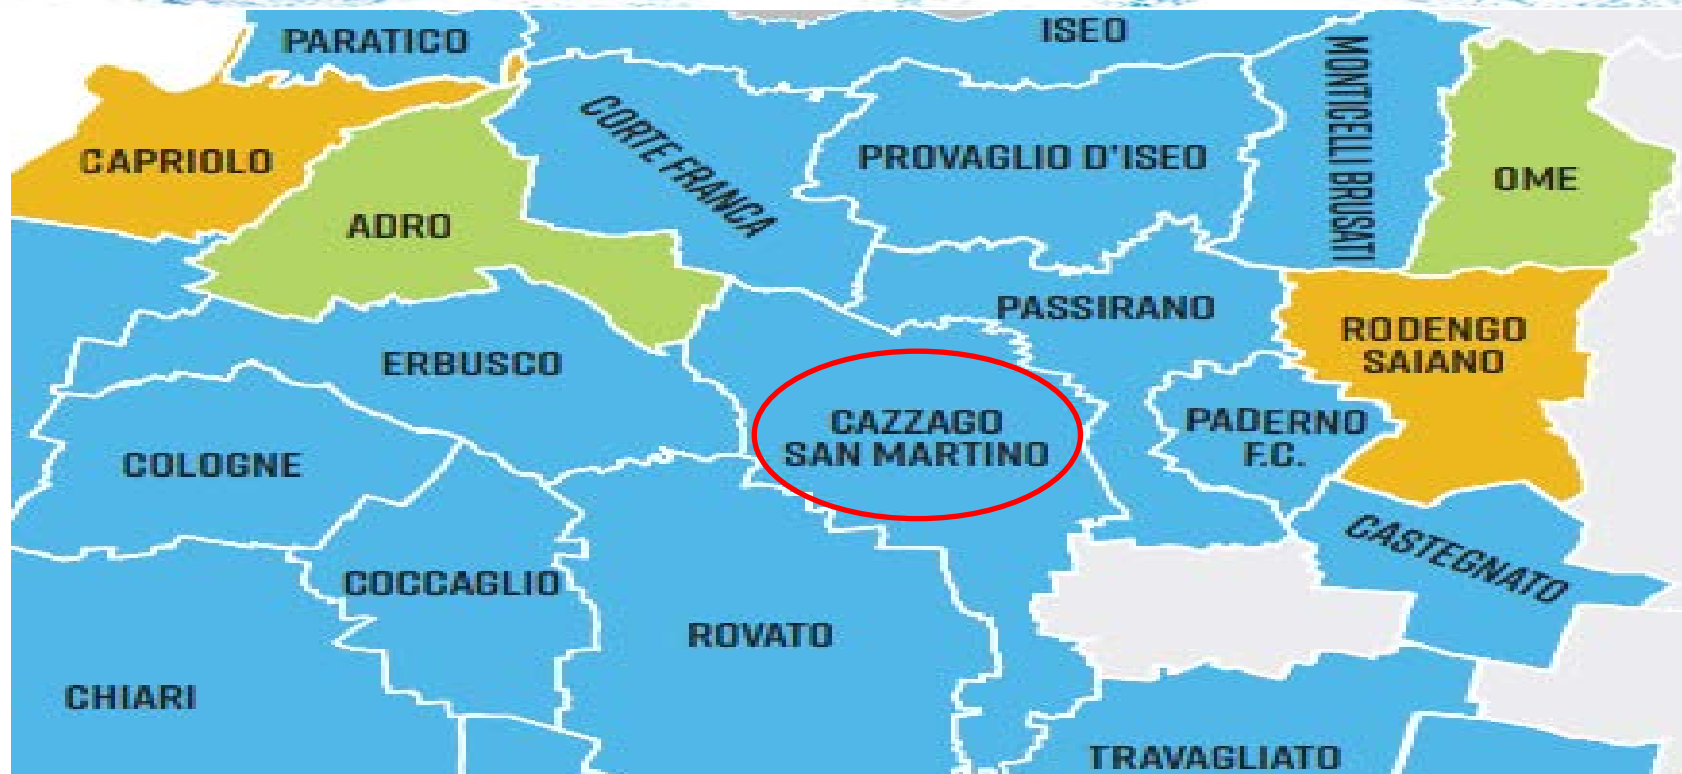 PARATICO
ISEO
MONTICELLI BRUSATI
CAPRIOLO
CORTE FRANCA
PROVAGLIO D'ISEO
OME
ADRO
PASSIRANO
RODENGO
SAIANO
ERBUSCO
CAZZAGO
SAN MARTINO
PADERNO
F.C.
COLOGNE
CASTEGNATO
COCCAGLIO
ROVATO
CHIARI
TRAVAGLIATO